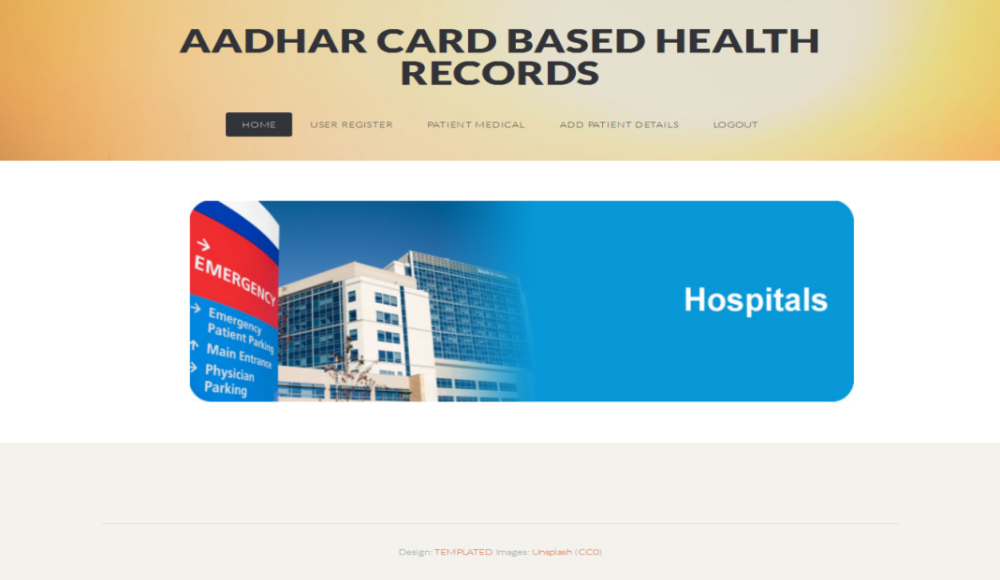 AADHAR CARD BASED HEALTH
RECORDS
HOME USER REGISTER PATIENT MEDICAL ADD PATIENT DETAILS LOGOUT
→
EMERGENCY
→ Emergency
Patient Parking
↑ Main Entrance
→ Physician
Parking
Hospitals
Design: TEMPLATED Images: Unsplash (CC0)